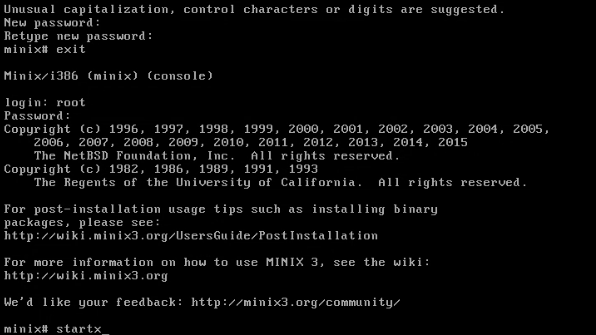 Unusual capitalization, control characters or digits are suggested.
New password:
Retype new password:
minix# exit
Minix/i386 (minix) (console)
login: root
Password:
Copyright (c) 1996, 1997, 1998, 1999, 2000, 2001, 2002, 2003, 2004, 2005,
2006, 2007, 2008, 2009, 2010, 2011, 2012, 2013, 2014, 2015
The NetBSD Foundation, Inc.  All rights reserved.
Copyright (c) 1982, 1986, 1989, 1991, 1993
The Regents of the University of California.  All rights reserved.
For post-installation usage tips such as installing binary
packages, please see:
http://wiki.minix3.org/UsersGuide/PostInstallation
For more information on how to use MINIX 3, see the wiki:
http://wiki.minix3.org
We'd like your feedback: http://minix3.org/community/
minix# startx_